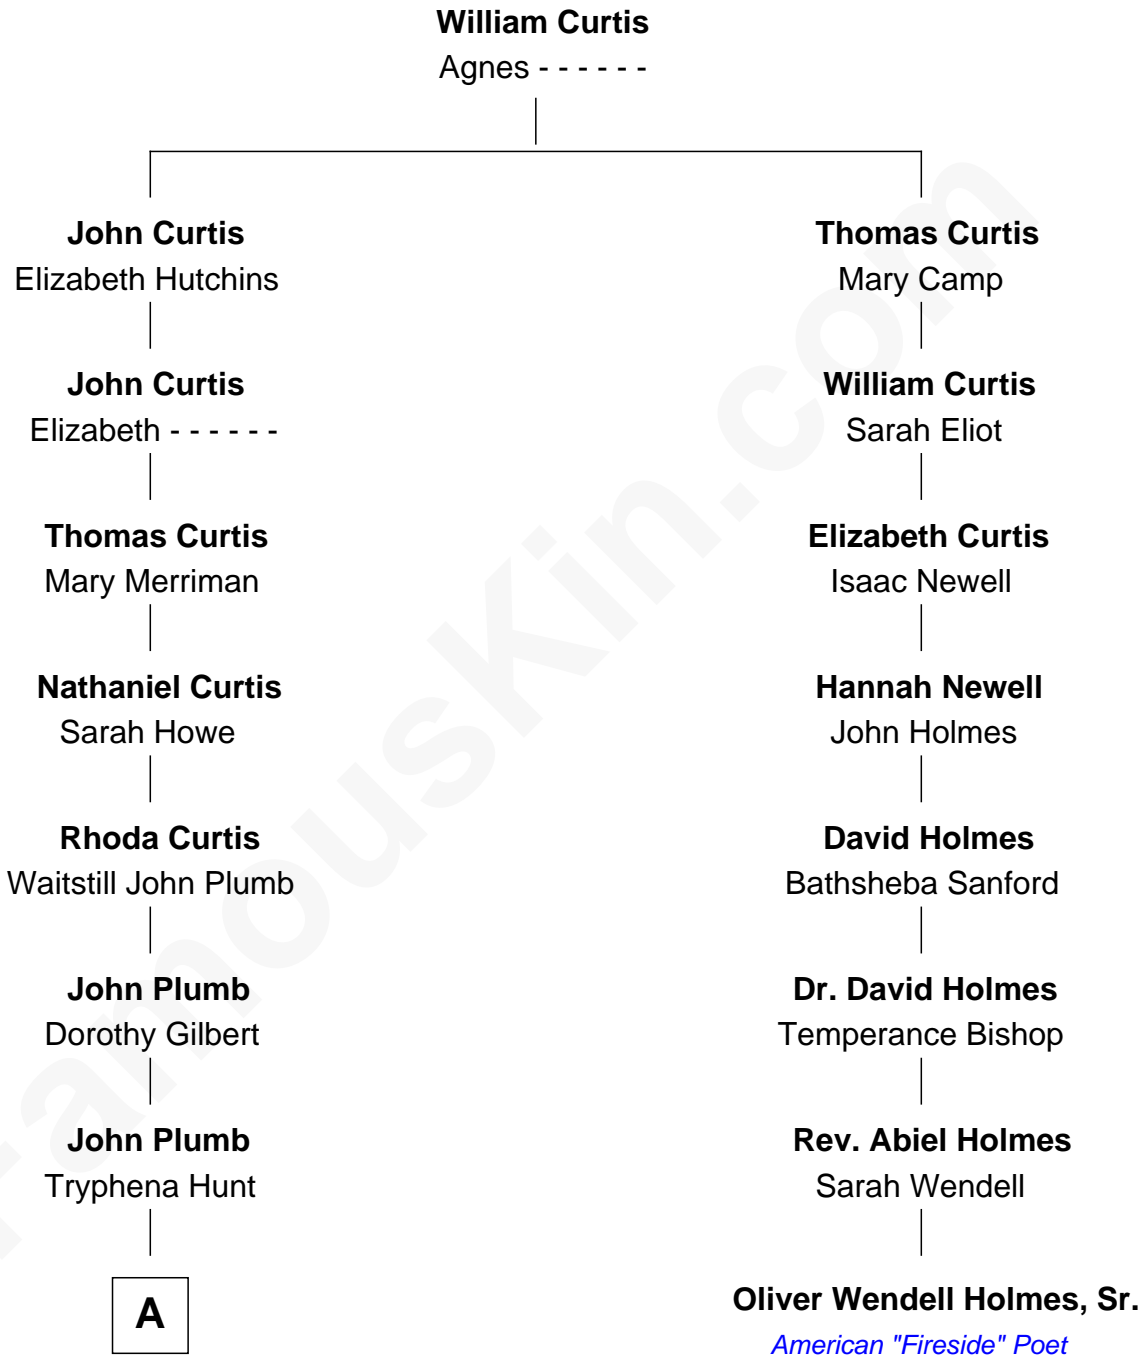 William Curtis
Agnes - - - - - -
John Curtis
Elizabeth Hutchins
John Curtis
Elizabeth - - - - - -
Thomas Curtis
Mary Merriman
Nathaniel Curtis
Sarah Howe
Rhoda Curtis
Waitstill John Plumb
John Plumb
Dorothy Gilbert
John Plumb
Tryphena Hunt
A
Thomas Curtis
Mary Camp
William Curtis
Sarah Eliot
Elizabeth Curtis
Isaac Newell
Hannah Newell
John Holmes
David Holmes
Bathsheba Sanford
Dr. David Holmes
Temperance Bishop
Rev. Abiel Holmes
Sarah Wendell
Oliver Wendell Holmes, Sr.
American "Fireside" Poet
FamousKin.com